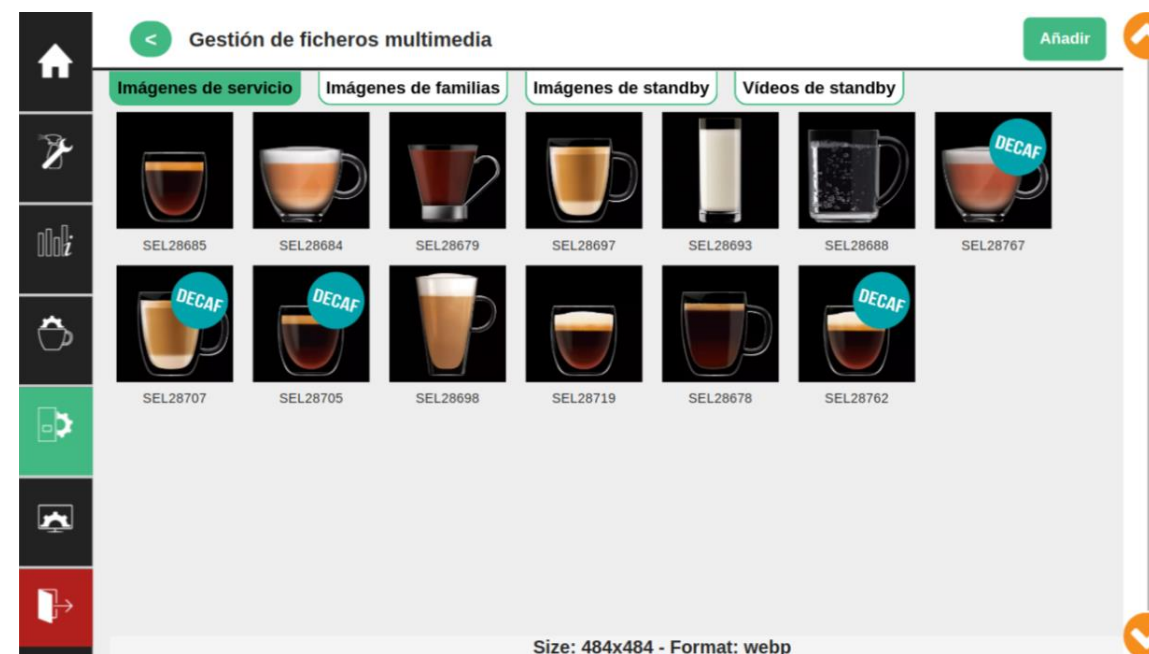 < Gestión de ficheros multimedia Añadir
Imágenes de servicio Imágenes de familias Imágenes de standby Vídeos de standby
DECAF
SEL28685 SEL28684 SEL28679 SEL28697 SEL28693 SEL28688 SEL28767
DECAF DECAF DECAF
SEL28707 SEL28705 SEL28698 SEL28719 SEL28678 SEL28762
Size: 484x484 - Format: webp